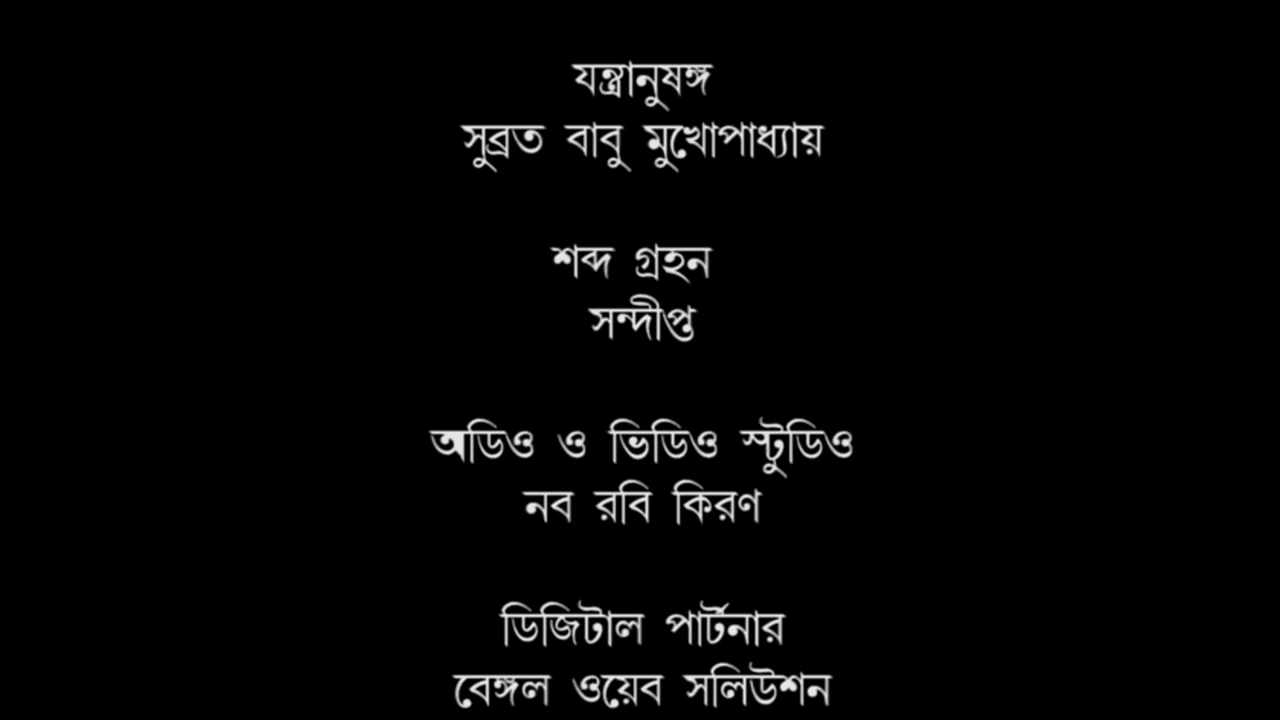 যন্ত্রানুষঙ্গ
সুব্রত বাবু মুখোপাধ্যায়
শব্দ গ্রহন
সন্দীপ্ত
অডিও ও ভিডিও স্টুডিও
নব রবি কিরণ
ডিজিটাল পার্টনার
বেঙ্গল ওয়েব সলিউশন